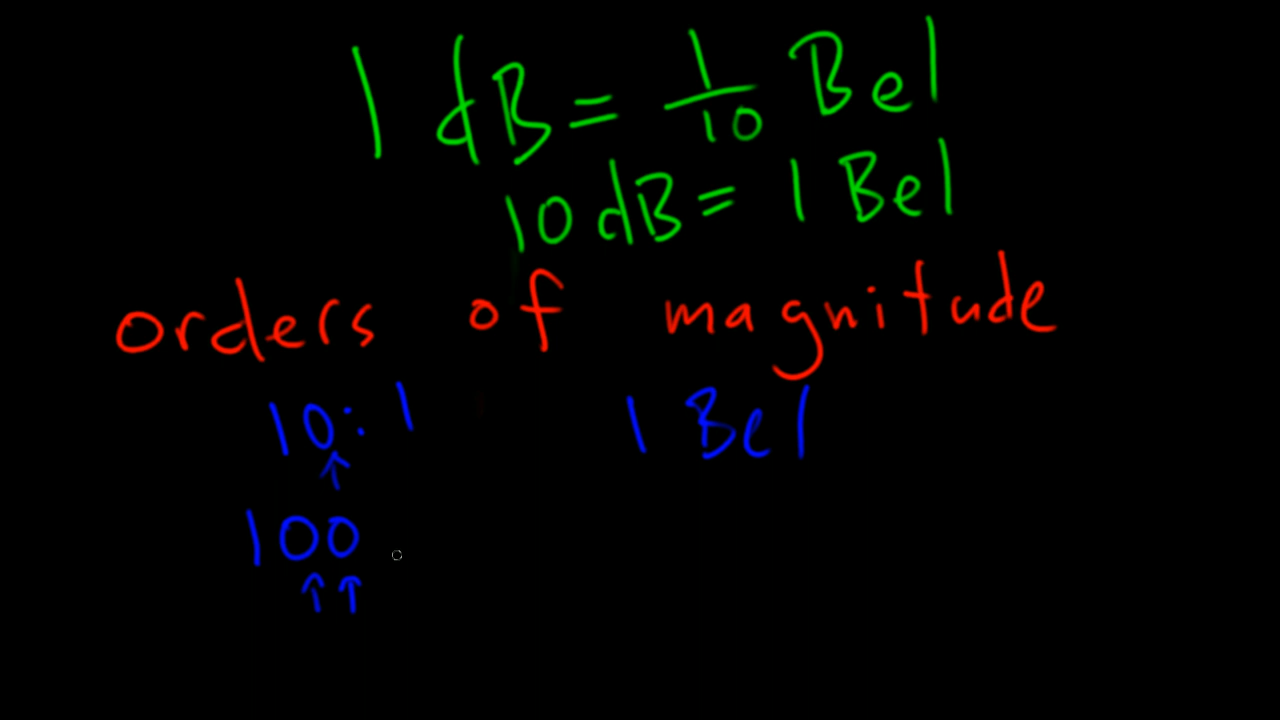 1 dB = 1/10 Bel
10 dB = 1 Bel
orders of magnitude
10:1 1 Bel
↑
100
↑ ↑